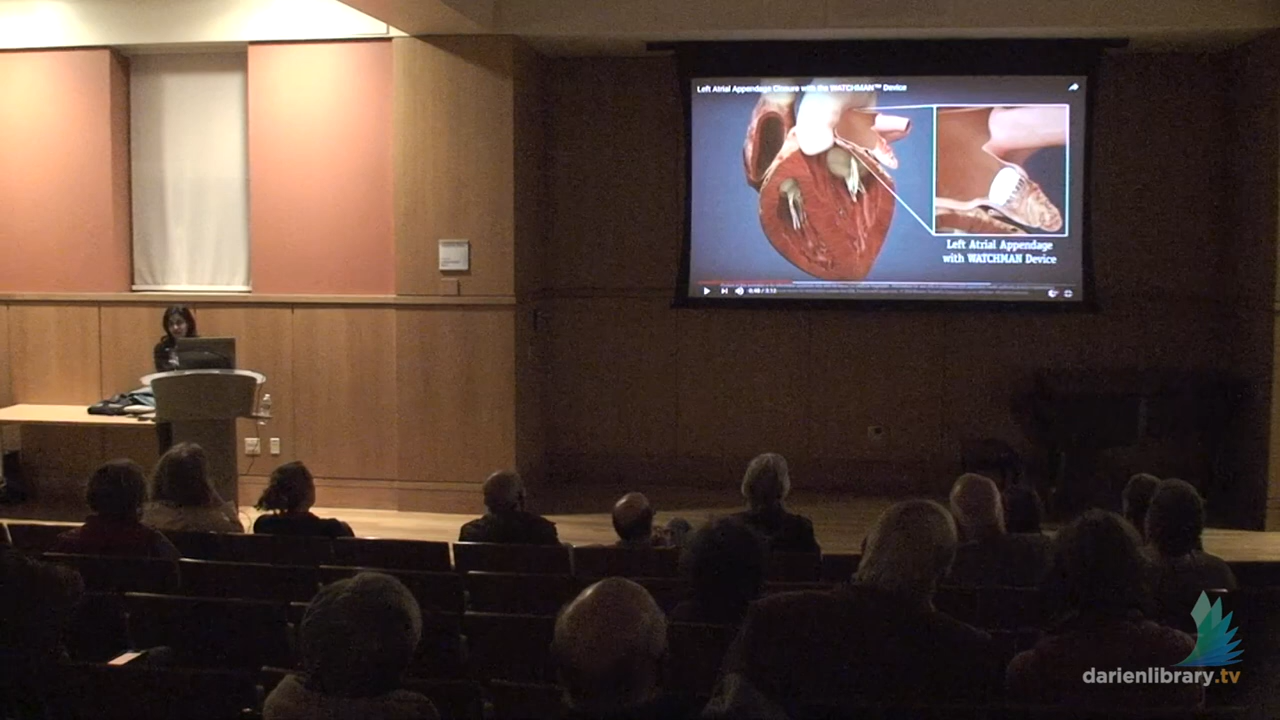 Left Atrial Appendage Closure with the WATCHMAN™ Device
Left Atrial Appendage
with WATCHMAN Device
darienlibrary.tv